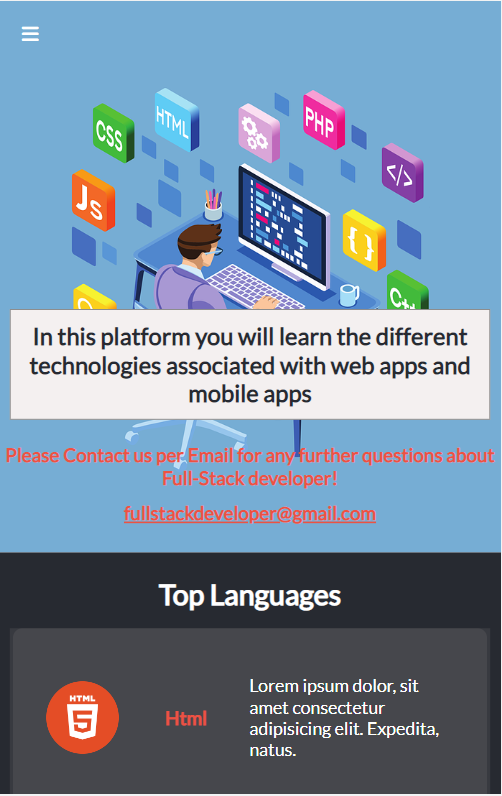 CSS
HTML
PHP
</>
Js
{ }
C++
In this platform you will learn the different
technologies associated with web apps and
mobile apps
Please Contact us per Email for any further questions about
Full-Stack developer!
fullstackdeveloper@gmail.com
Top Languages
HTML
5
Html
Lorem ipsum dolor, sit
amet consectetur
adipisicing elit. Expedita,
natus.